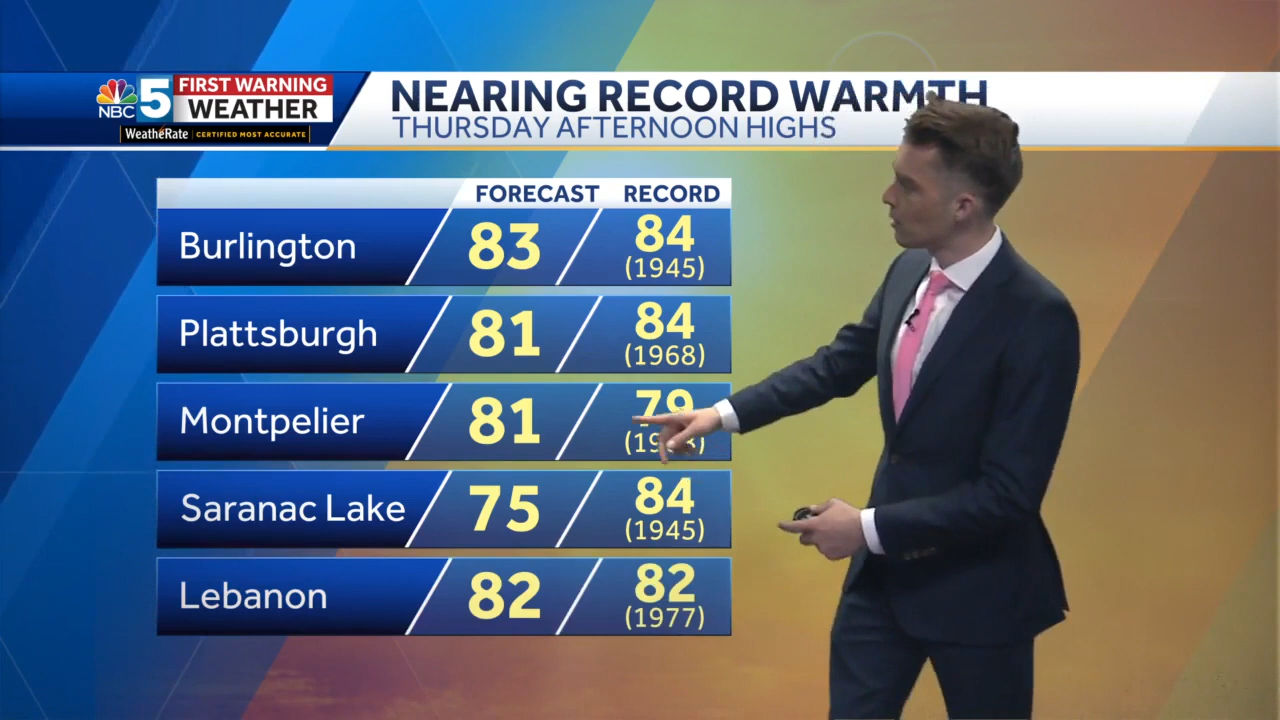 NBC 5 FIRST WARNING
WEATHER
WeatheRate CERTIFIED MOST ACCURATE
NEARING RECORD WARMTH
THURSDAY AFTERNOON HIGHS
FORECAST RECORD
Burlington 83 84
(1945)
Plattsburgh 81 84
(1968)
Montpelier 81 79
Saranac Lake 75 84
(1945)
Lebanon 82 82
(1977)